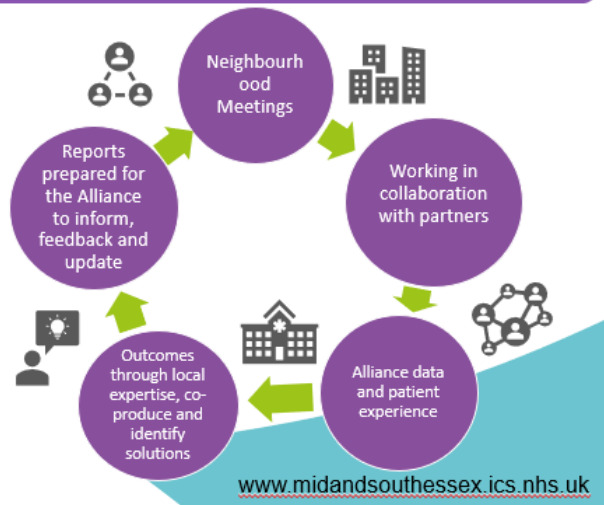 Neighbourh
ood
Meetings
Working in
collaboration
with partners
Alliance data
and patient
experience
Outcomes
through local
expertise, co-
produce and
identify
solutions
Reports
prepared for
the Alliance
to inform,
feedback and
update
www.midandsouthessex.ics.nhs.uk